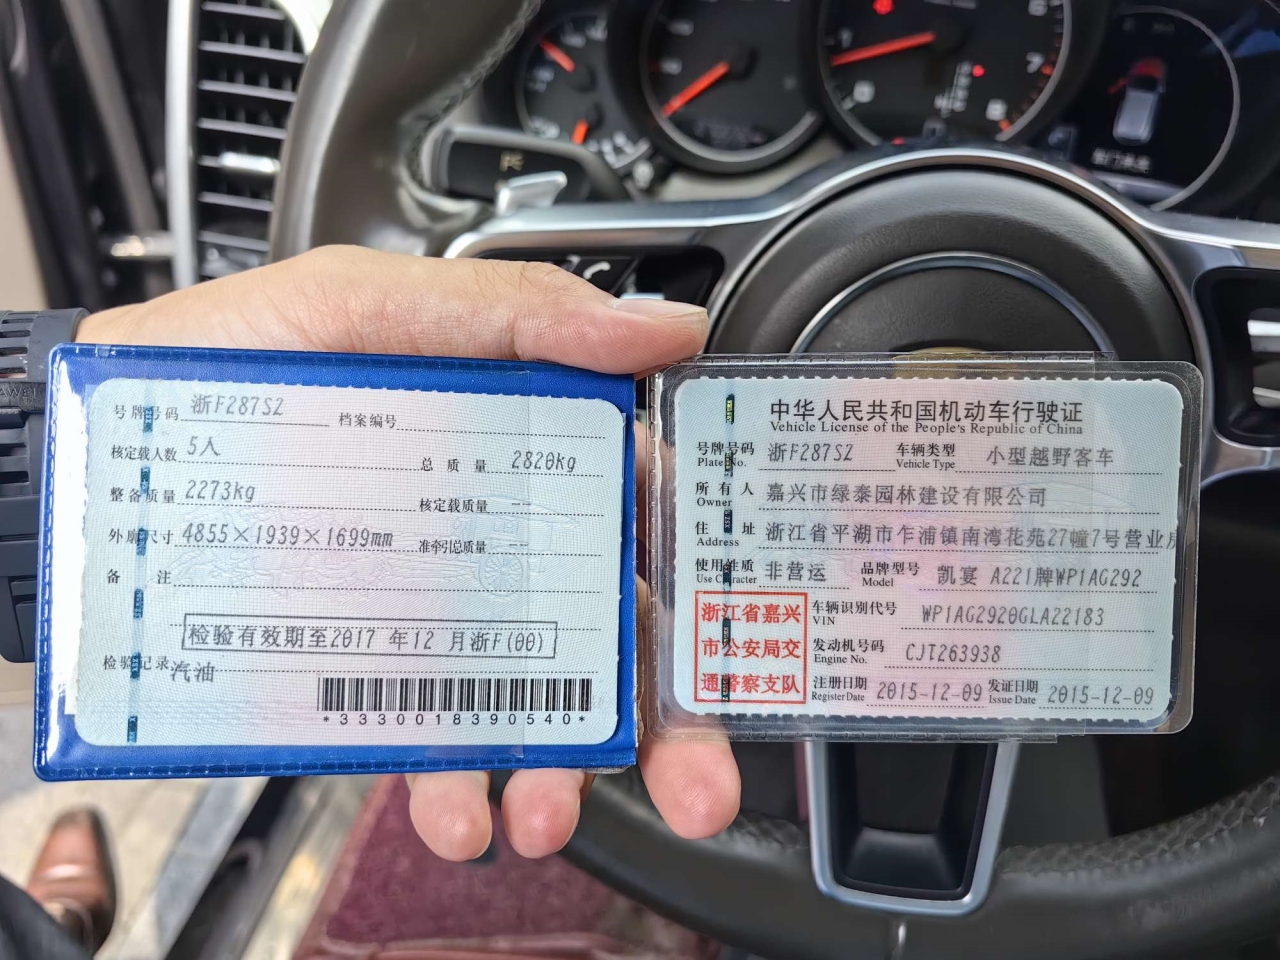 号牌号码 浙F287SZ 档案编号
核定载人数 5人 总质量 2820kg
整备质量 2273kg 核定载质量 --
外廓尺寸 4855×1939×1699mm 准牵引总质量
备注
检验有效期至2017 年12 月浙F(00)
检验记录 汽油
*3330018390540*
中华人民共和国机动车行驶证
Vehicle License of the People's Republic of China
号牌号码 浙F287SZ 车辆类型 小型越野客车
Plate No. Vehicle Type
所有人 嘉兴市绿泰园林建设有限公司
Owner
住址 浙江省平湖市乍浦镇南湾花苑27幢7号营业房
Address
使用性质 非营运 品牌型号 凯宴 A221牌WP1AG292
Use Character Model
浙江省嘉兴
市公安局交
通警察支队
车辆识别代号 WP1AG2920GLA22183
VIN
发动机号码 CJT263938
Engine No.
注册日期 2015-12-09 发证日期 2015-12-09
Register Date Issue Date